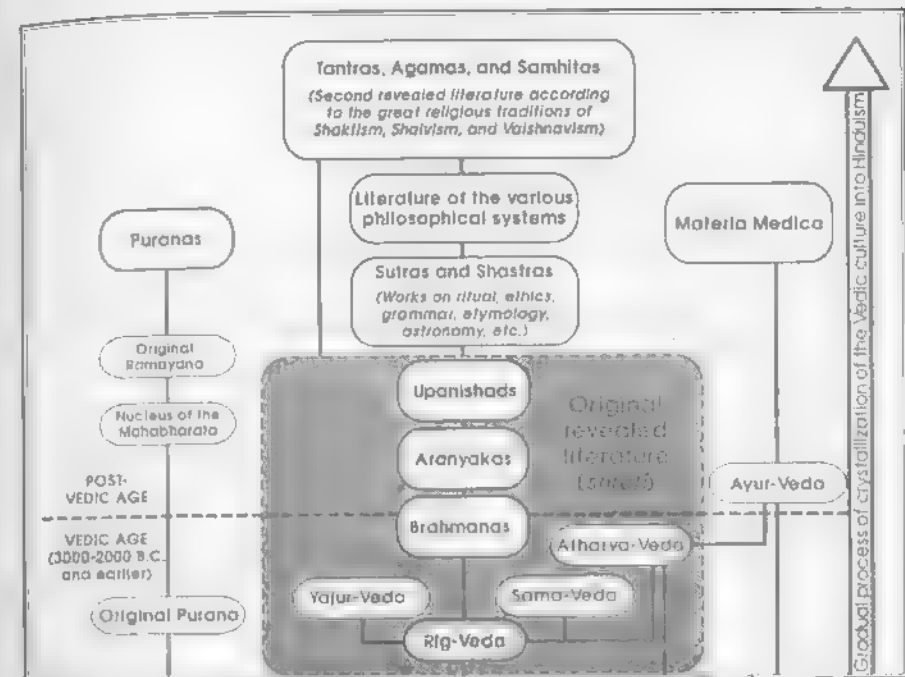 Tantras, Agamas, and Samhitas
(Second revealed literature according
to the great religious traditions of
Shaktism, Shaivism, and Vaishnavism)
Literature of the various
philosophical systems
Materia Medica
Puranas
Sutras and Shastras
(Works on ritual, ethics,
grammar, etymology,
astronomy, etc.)
Original
Ramayana
Nucleus of the
Mahabharata
Upanishads
Original
revealed
literature
(shruti)
Aranyakas
Ayur-Veda
POST-
VEDIC AGE
Brahmanas
VEDIC AGE
(3000-2000 B.C.
and earlier)
Atharva-Veda
Yajur-Veda
Sama-Veda
Original Purana
Rig-Veda
Gradual process of crystallization of the Vedic culture into Hinduism